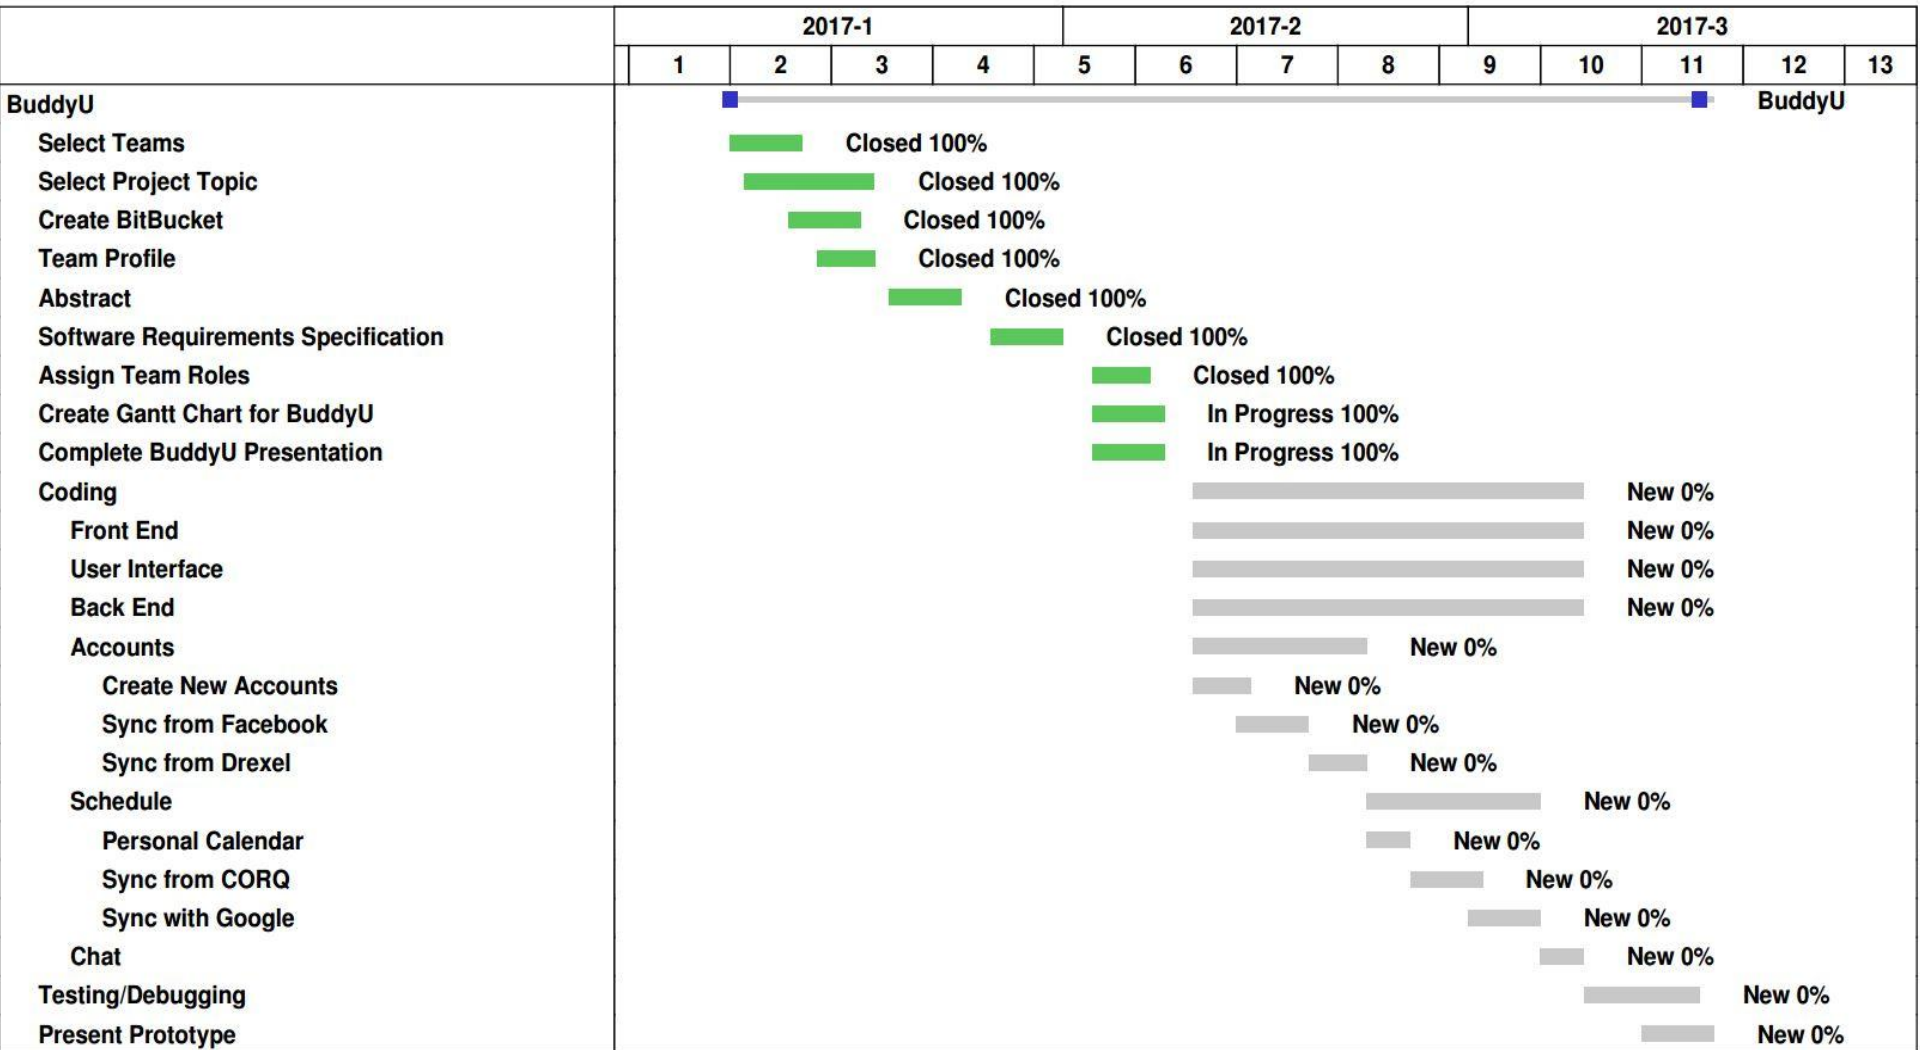 2017-1 2017-2 2017-3
1 2 3 4 5 6 7 8 9 10 11 12 13
BuddyU BuddyU
Select Teams Closed 100%
Select Project Topic Closed 100%
Create BitBucket Closed 100%
Team Profile Closed 100%
Abstract Closed 100%
Software Requirements Specification Closed 100%
Assign Team Roles Closed 100%
Create Gantt Chart for BuddyU In Progress 100%
Complete BuddyU Presentation In Progress 100%
Coding New 0%
Front End New 0%
User Interface New 0%
Back End New 0%
Accounts New 0%
Create New Accounts New 0%
Sync from Facebook New 0%
Sync from Drexel New 0%
Schedule New 0%
Personal Calendar New 0%
Sync from CORQ New 0%
Sync with Google New 0%
Chat New 0%
Testing/Debugging New 0%
Present Prototype New 0%